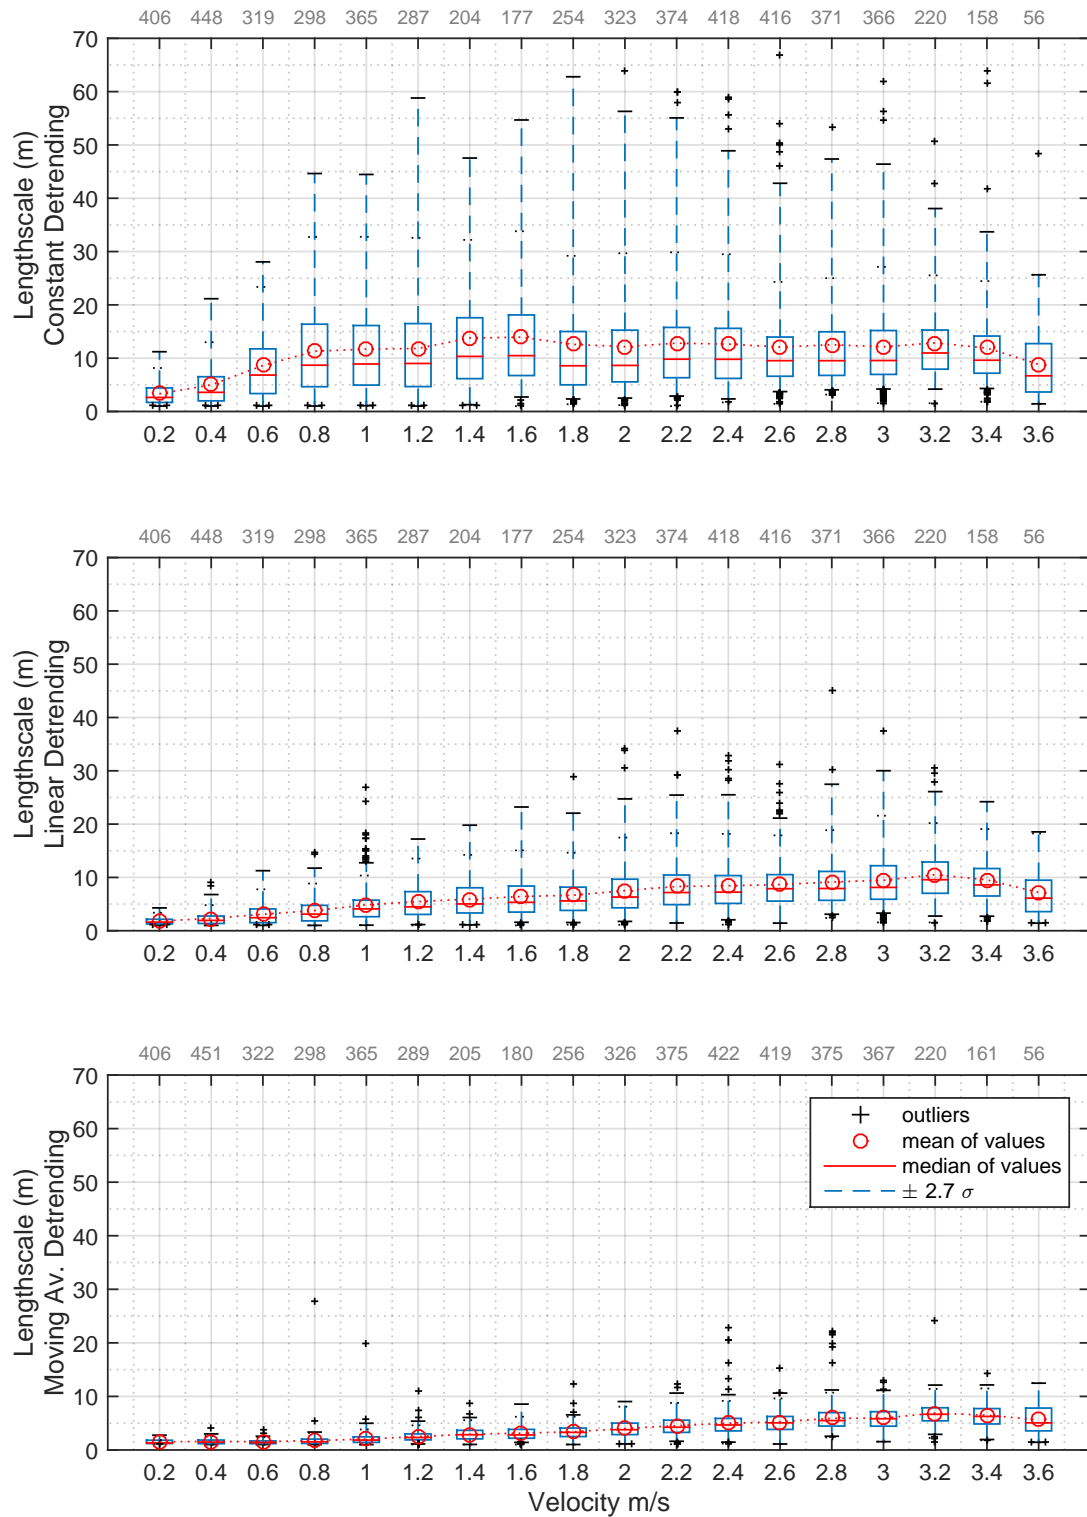 406 448 319 298 365 287 204 177 254 323 374 418 416 371 366 220 158 56
70
60
50
40
30
20
10
0
Lengthscale (m)
Constant Detrending
0.2 0.4 0.6 0.8 1 1.2 1.4 1.6 1.8 2 2.2 2.4 2.6 2.8 3 3.2 3.4 3.6
406 448 319 298 365 287 204 177 254 323 374 418 416 371 366 220 158 56
70
60
50
40
30
20
10
0
Lengthscale (m)
Linear Detrending
0.2 0.4 0.6 0.8 1 1.2 1.4 1.6 1.8 2 2.2 2.4 2.6 2.8 3 3.2 3.4 3.6
406 451 322 298 365 289 205 180 256 326 375 422 419 375 367 220 161 56
70
60
50
40
30
20
10
0
Lengthscale (m)
Moving Av. Detrending
outliers
mean of values
median of values
± 2.7 σ
0.2 0.4 0.6 0.8 1 1.2 1.4 1.6 1.8 2 2.2 2.4 2.6 2.8 3 3.2 3.4 3.6
Velocity m/s